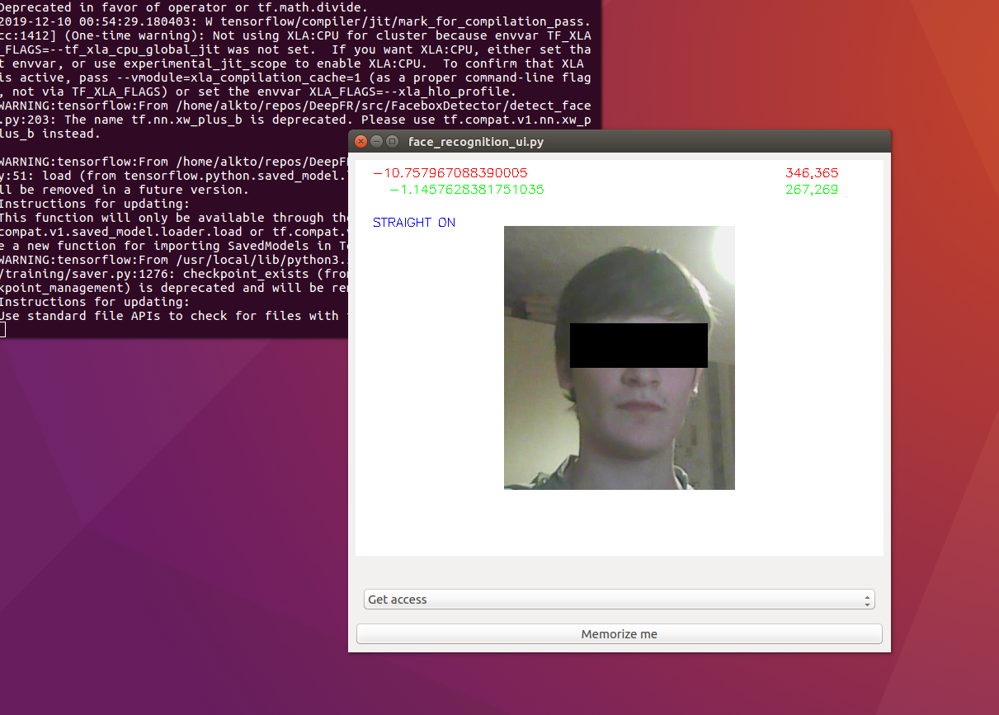 Deprecated in favor of operator or tf.math.divide.
2019-12-10 00:54:29.180403: W tensorflow/compiler/jit/mark_for_compilation_pass.
cc:1412] (One-time warning): Not using XLA:CPU for cluster because envvar TF_XLA
_FLAGS=--tf_xla_cpu_global_jit was not set.  If you want XLA:CPU, either set tha
t envvar, or use experimental_jit_scope to enable XLA:CPU.  To confirm that XLA
is active, pass --vmodule=xla_compilation_cache=1 (as a proper command-line flag
, not via TF_XLA_FLAGS) or set the envvar XLA_FLAGS=--xla_hlo_profile.
WARNING:tensorflow:From /home/alkto/repos/DeepFR/src/FaceboxDetector/detect_face
.py:203: The name tf.nn.xw_plus_b is deprecated. Please use tf.compat.v1.nn.xw_p
lus_b instead.
WARNING:tensorflow:From /home/alkto/repos/DeepF
y:51: load (from tensorflow.python.saved_model.
ll be removed in a future version.
Instructions for updating:
This function will only be available through the
compat.v1.saved_model.loader.load or tf.compat.v
e a new function for importing SavedModels in T
WARNING:tensorflow:From /usr/local/lib/python3.
/training/saver.py:1276: checkpoint_exists (fro
kpoint_management) is deprecated and will be re
Instructions for updating:
Use standard file APIs to check for files with
face_recognition_ui.py
-10.757967088390005 346,365
-1.1457628381751035 267,269
STRAIGHT ON
Get access
Memorize me